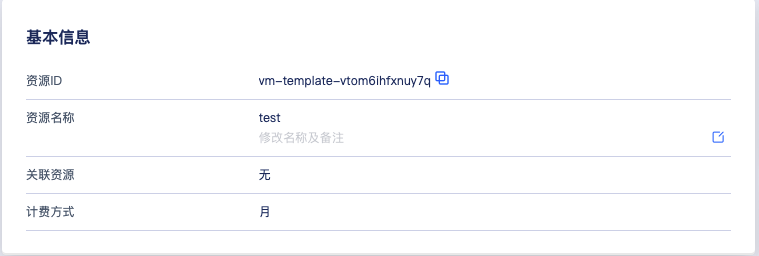 基本信息
资源ID vm-template-vtom6ihfxnuy7q
资源名称 test
修改名称及备注
关联资源 无
计费方式 月